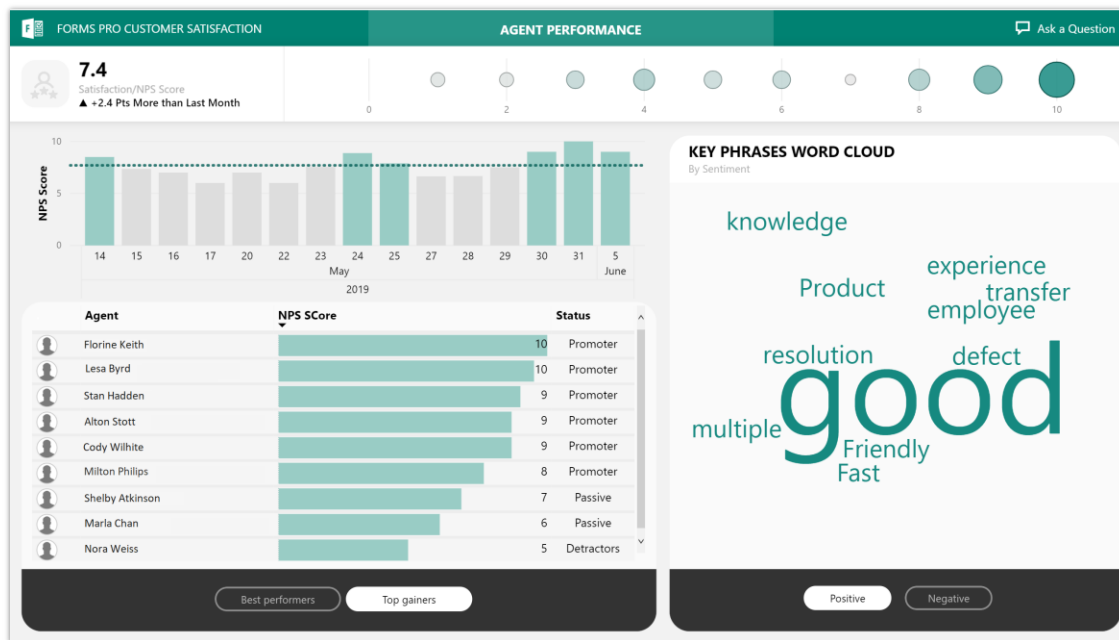 FORMS PRO CUSTOMER SATISFACTION
AGENT PERFORMANCE
Ask a Question
7.4
Satisfaction/NPS Score
▲ +2.4 Pts More than Last Month
0 2 4 6 8 10
NPS Score
10
5
0
14 15 16 17 20 22 23 24 25 27 28 29 30 31 5
May June
2019
Agent NPS SCore Status
Florine Keith 10 Promoter
Lesa Byrd 10 Promoter
Stan Hadden 9 Promoter
Alton Stott 9 Promoter
Cody Wilhite 9 Promoter
Milton Philips 8 Promoter
Shelby Atkinson 7 Passive
Marla Chan 6 Passive
Nora Weiss 5 Detractors
Best performers Top gainers
KEY PHRASES WORD CLOUD
By Sentiment
knowledge
experience
Product
transfer
employee
resolution
defect
good
multiple
Friendly
Fast
Positive Negative